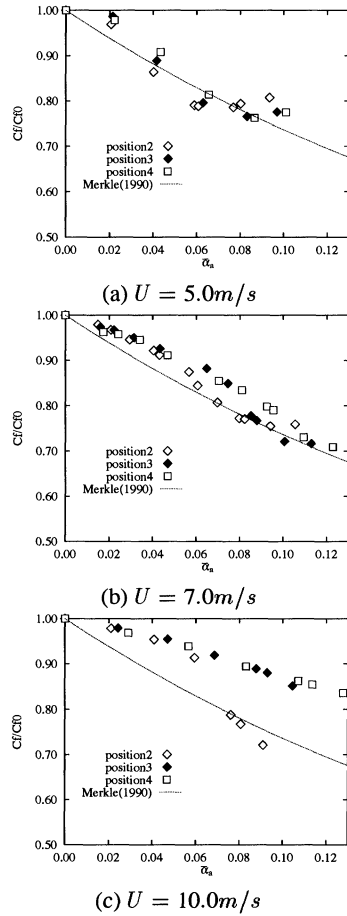 1.00
0.90
0.80
0.70
0.60
0.50
Cf/Cf0
position2
position3
position4
Merkle(1990)
0.00 0.02 0.04 0.06 0.08 0.10 0.12
ᾱa
(a) U = 5.0m/s
1.00
0.90
0.80
0.70
0.60
0.50
Cf/Cf0
position2
position3
position4
Merkle(1990)
0.00 0.02 0.04 0.06 0.08 0.10 0.12
ᾱa
(b) U = 7.0m/s
1.00
0.90
0.80
0.70
0.60
0.50
Cf/Cf0
position2
position3
position4
Merkle(1990)
0.00 0.02 0.04 0.06 0.08 0.10 0.12
ᾱa
(c) U = 10.0m/s